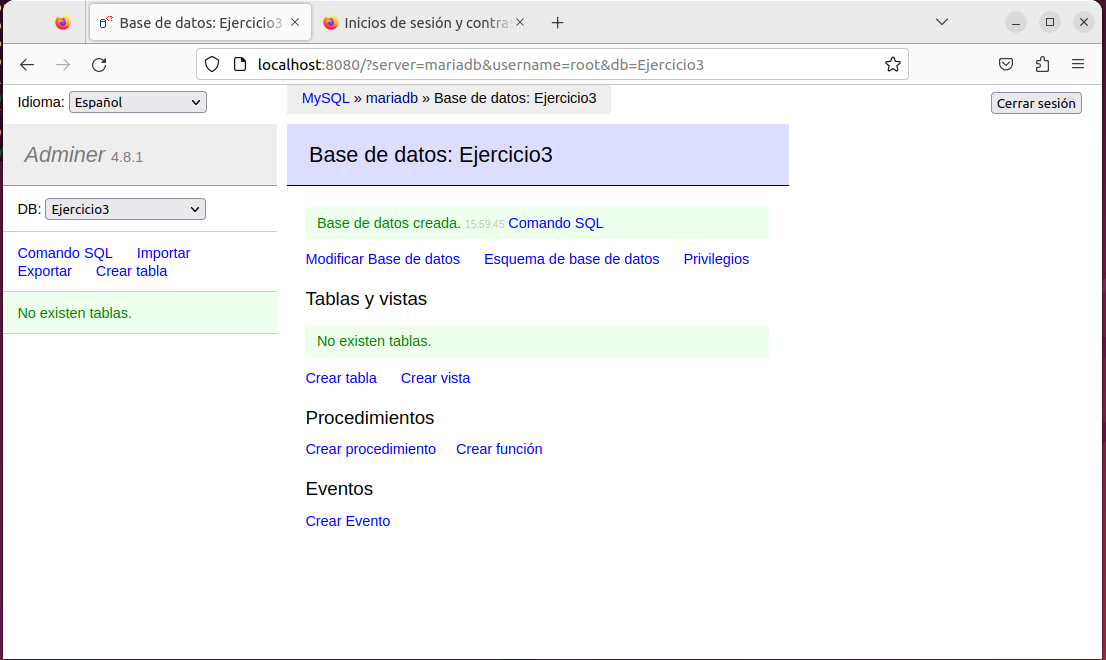 Base de datos: Ejercicio3
Inicios de sesión y contras
localhost:8080/?server=mariadb&username=root&db=Ejercicio3
Idioma: Español
MySQL » mariadb » Base de datos: Ejercicio3
Cerrar sesión
Adminer 4.8.1
Base de datos: Ejercicio3
DB: Ejercicio3
Base de datos creada. 15:59:45 Comando SQL
Comando SQL Importar
Exportar Crear tabla
No existen tablas.
Modificar Base de datos Esquema de base de datos Privilegios
Tablas y vistas
No existen tablas.
Crear tabla Crear vista
Procedimientos
Crear procedimiento Crear función
Eventos
Crear Evento